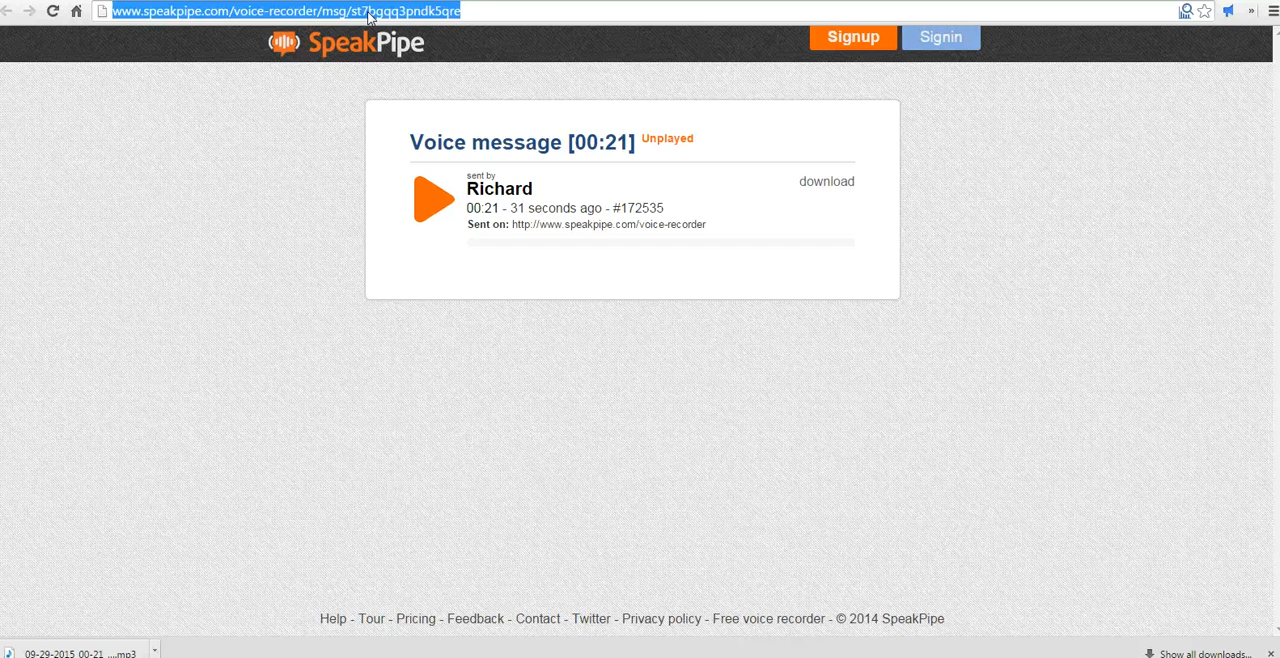 www.speakpipe.com/voice-recorder/msg/st7bgqq3pndk5qre
»
SpeakPipe
Signup
Signin
Voice message [00:21] Unplayed
sent by
Richard
download
00:21 - 31 seconds ago - #172535
Sent on: http://www.speakpipe.com/voice-recorder
Help - Tour - Pricing - Feedback - Contact - Twitter - Privacy policy - Free voice recorder - © 2014 SpeakPipe
09-29-2015 00-21 ....mp3
Show all downloads...